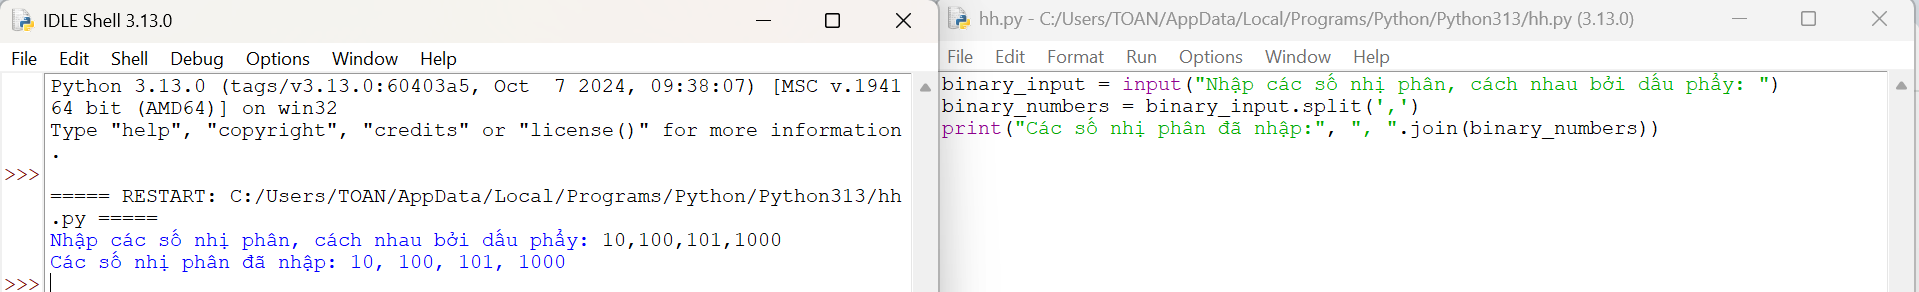 IDLE Shell 3.13.0
File Edit Shell Debug Options Window Help
Python 3.13.0 (tags/v3.13.0:60403a5, Oct  7 2024, 09:38:07) [MSC v.1941
64 bit (AMD64)] on win32
Type "help", "copyright", "credits" or "license()" for more information
.
>>>
===== RESTART: C:/Users/TOAN/AppData/Local/Programs/Python/Python313/hh
.py =====
Nhập các số nhị phân, cách nhau bởi dấu phẩy: 10,100,101,1000
Các số nhị phân đã nhập: 10, 100, 101, 1000
>>>
hh.py - C:/Users/TOAN/AppData/Local/Programs/Python/Python313/hh.py (3.13.0)
File Edit Format Run Options Window Help
binary_input = input("Nhập các số nhị phân, cách nhau bởi dấu phẩy: ")
binary_numbers = binary_input.split(',')
print("Các số nhị phân đã nhập:", ", ".join(binary_numbers))